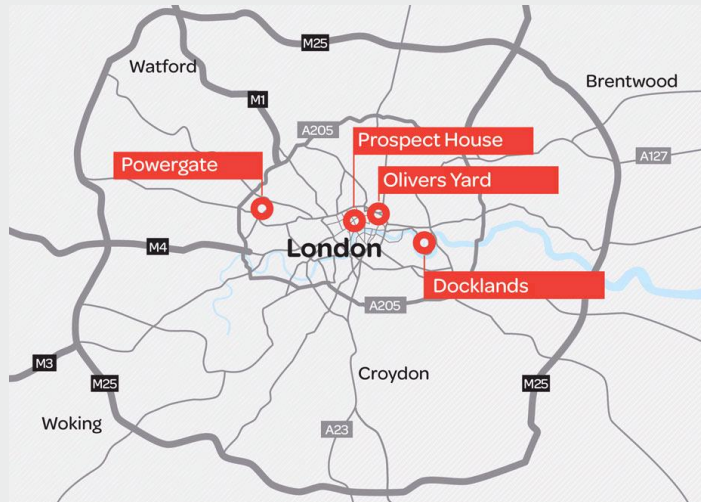 M25
Watford
Brentwood
M1
A205
Prospect House
A127
Powergate
Olivers Yard
M4
London
Docklands
A205
M3
Croydon
M25
M25
Woking
A23